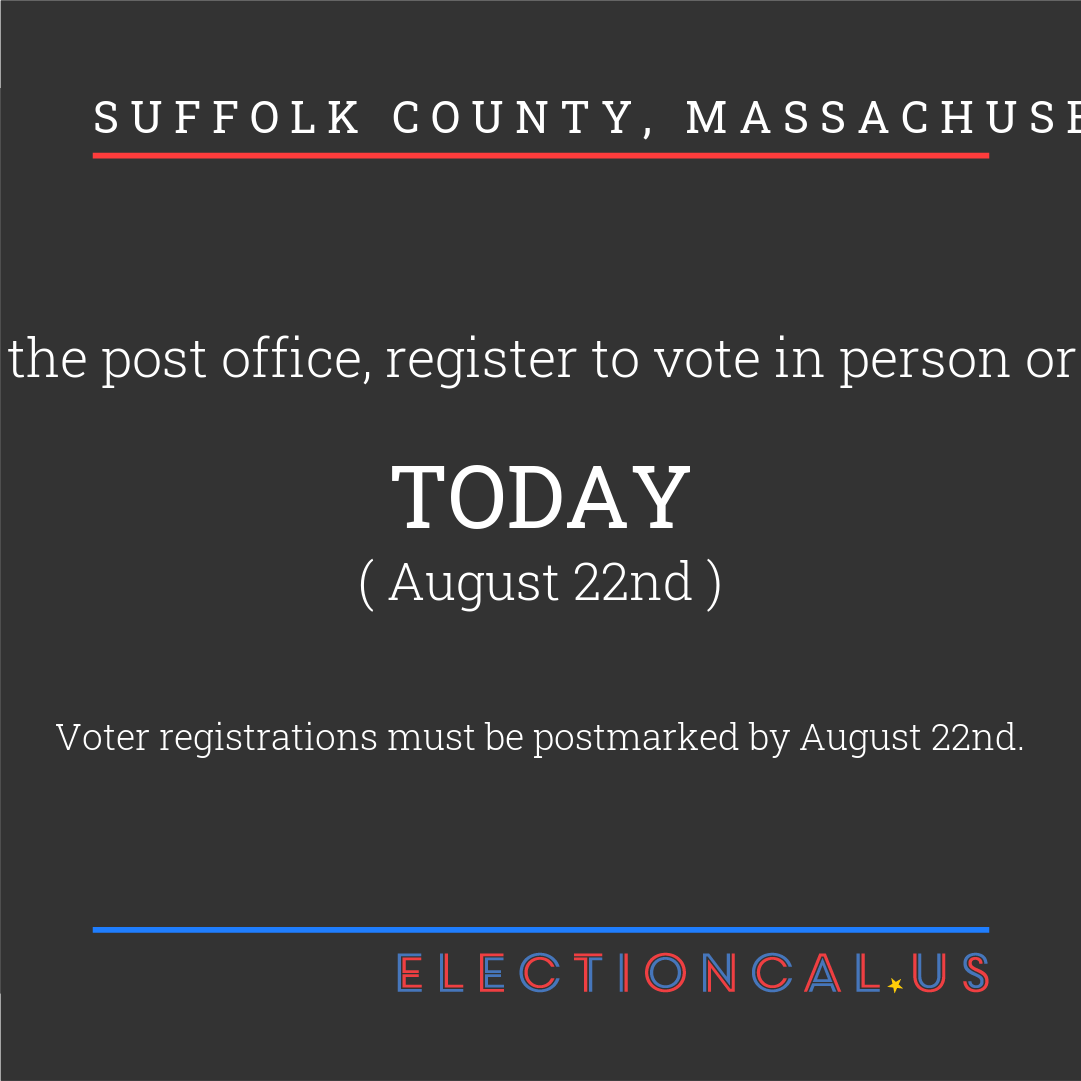 SUFFOLK COUNTY, MASSACHUSE
the post office, register to vote in person or
TODAY
( August 22nd )
Voter registrations must be postmarked by August 22nd.
ELECTIONCAL.US